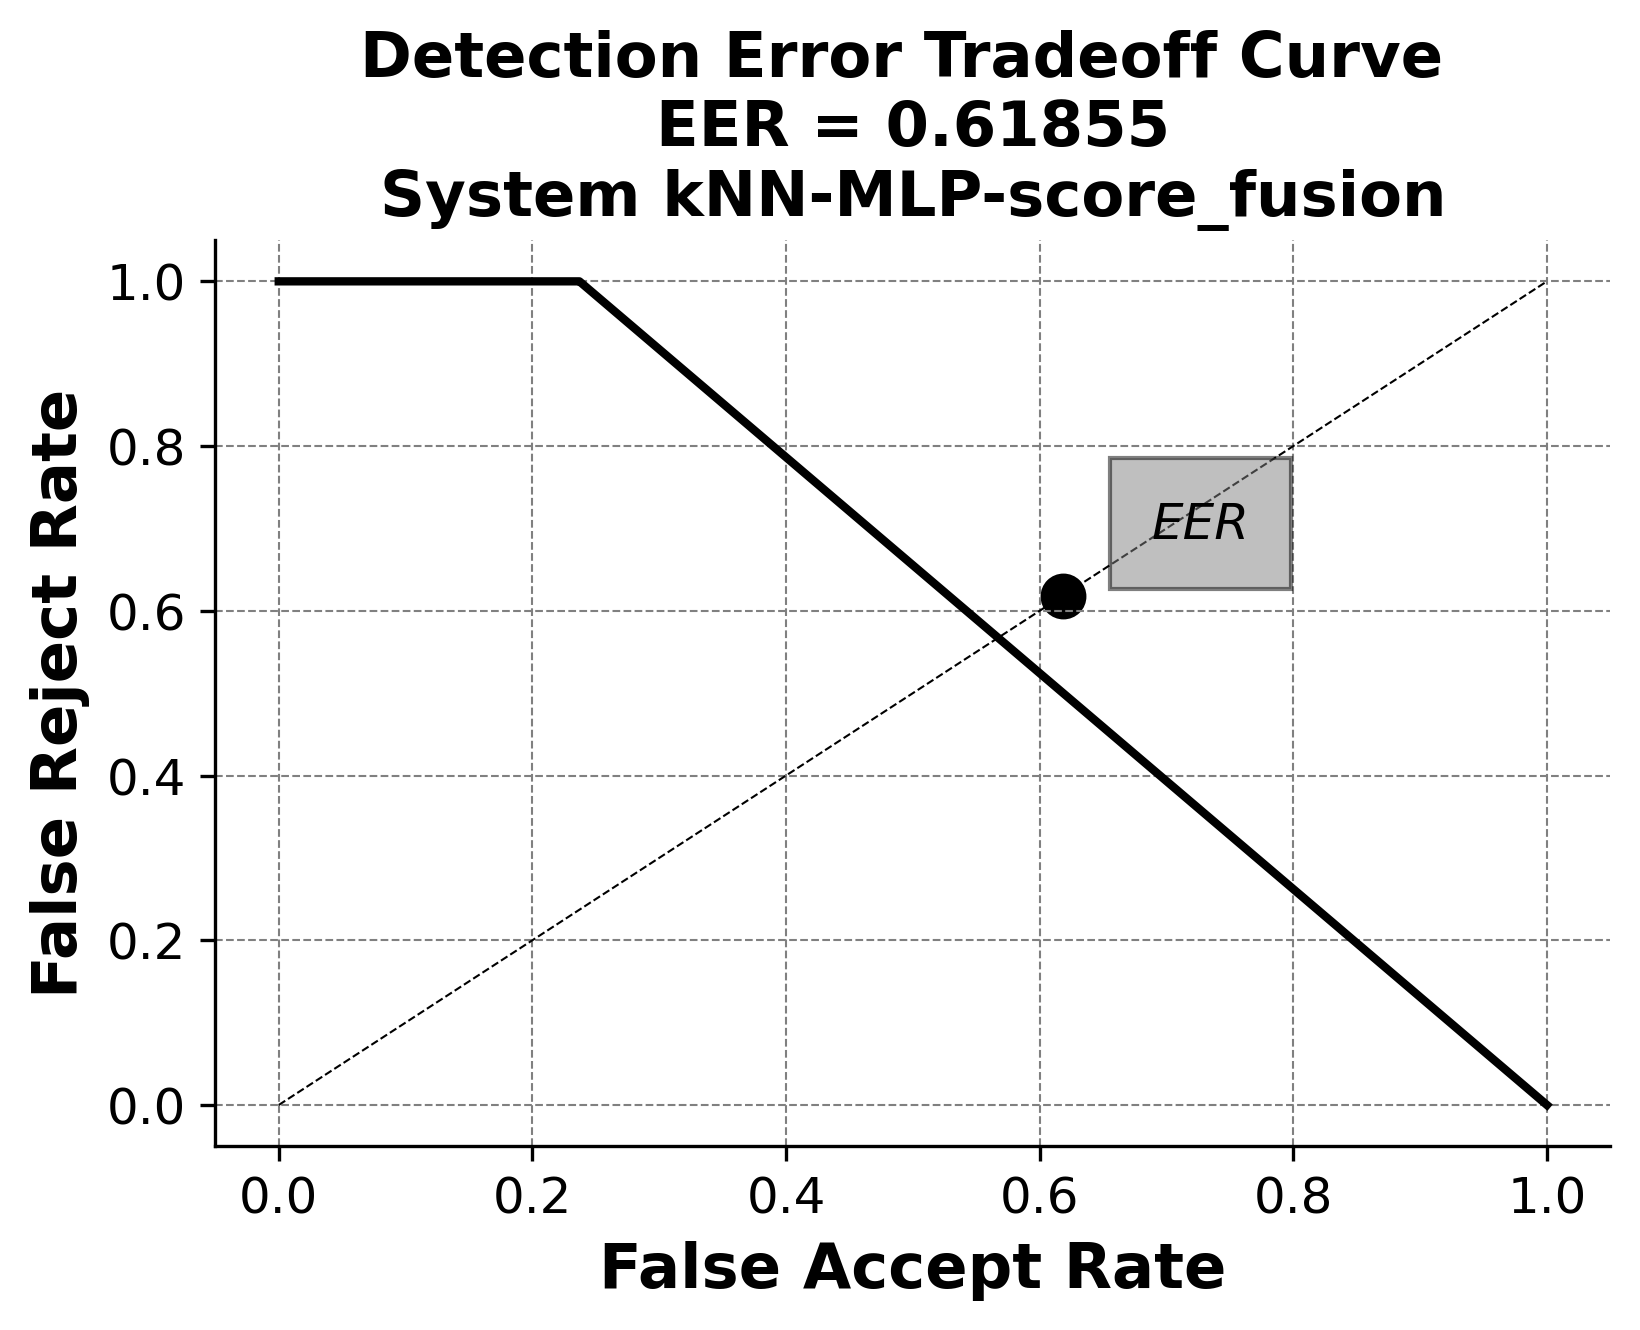 Detection Error Tradeoff Curve
EER = 0.61855
System kNN-MLP-score_fusion
False Reject Rate
1.0
0.8
0.6
0.4
0.2
0.0
EER
0.0 0.2 0.4 0.6 0.8 1.0
False Accept Rate